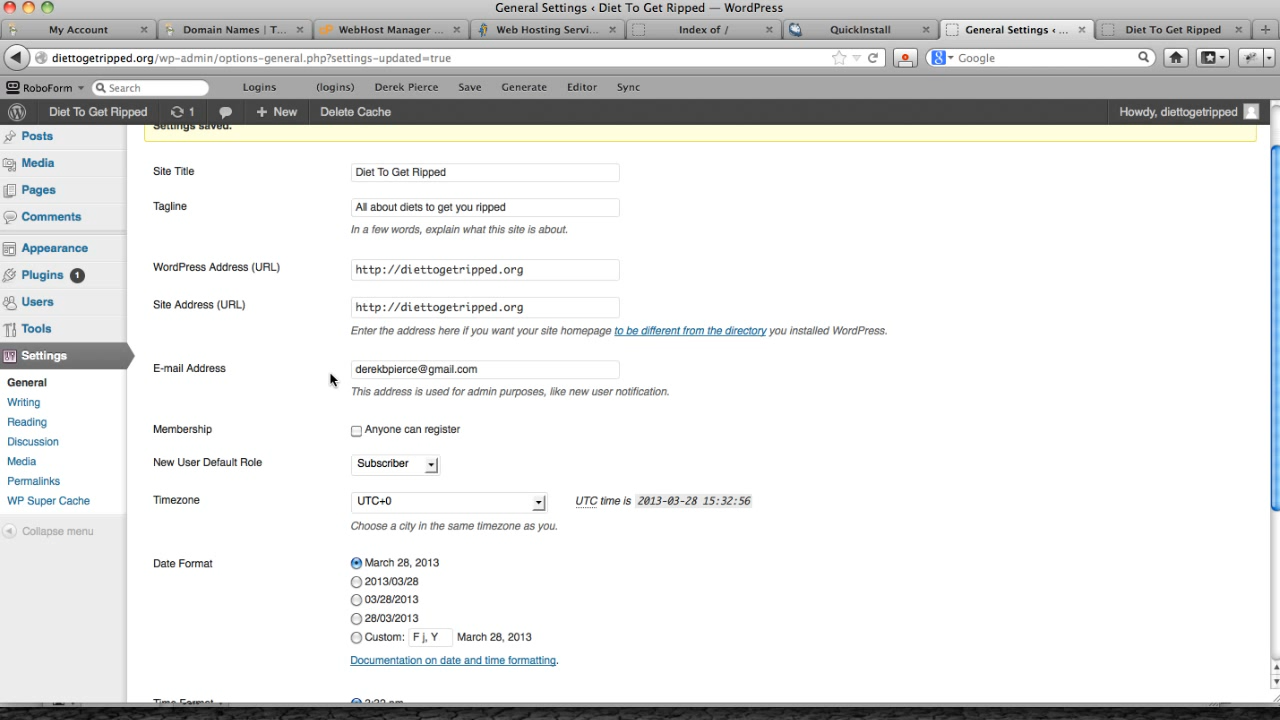 General Settings ‹ Diet To Get Ripped — WordPress
My Account
Domain Names | T...
WebHost Manager ...
Web Hosting Servi...
Index of /
QuickInstall
General Settings ‹ ...
Diet To Get Ripped
diettogetripped.org/wp-admin/options-general.php?settings-updated=true
Google
RoboForm
Search
Logins
(logins)
Derek Pierce
Save
Generate
Editor
Sync
Diet To Get Ripped
1
+ New
Delete Cache
Howdy, diettogetripped
Posts
Media
Pages
Comments
Appearance
Plugins 1
Users
Tools
Settings
General
Writing
Reading
Discussion
Media
Permalinks
WP Super Cache
Collapse menu
Settings saved.
Site Title
Diet To Get Ripped
Tagline
All about diets to get you ripped
In a few words, explain what this site is about.
WordPress Address (URL)
http://diettogetripped.org
Site Address (URL)
http://diettogetripped.org
Enter the address here if you want your site homepage to be different from the directory you installed WordPress.
E-mail Address
derekbpierce@gmail.com
This address is used for admin purposes, like new user notification.
Membership
Anyone can register
New User Default Role
Subscriber
Timezone
UTC+0
UTC time is 2013-03-28 15:32:56
Choose a city in the same timezone as you.
Date Format
March 28, 2013
2013/03/28
03/28/2013
28/03/2013
Custom: F j, Y March 28, 2013
Documentation on date and time formatting.
Time Format
3:32 pm